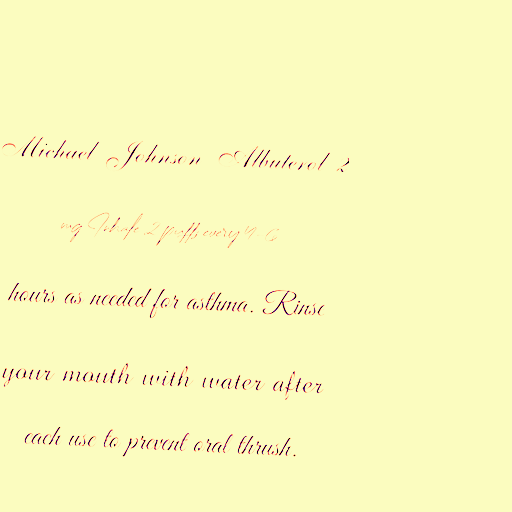 Michael Johnson Albuterol 2
mg Inhale 2 puffs every 4-6
hours as needed for asthma. Rinse
your mouth with water after
each use to prevent oral thrush.